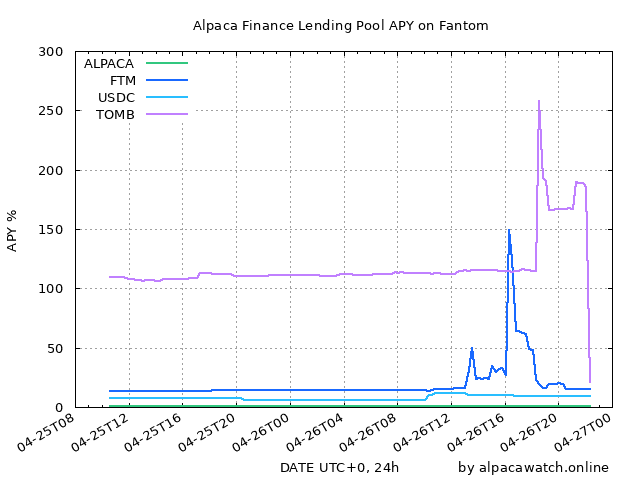 Alpaca Finance Lending Pool APY on Fantom
300
250
200
150
100
50
0
APY %
ALPACA
FTM
USDC
TOMB
04-25T08
04-25T12
04-25T16
04-25T20
04-26T00
04-26T04
04-26T08
04-26T12
04-26T16
04-26T20
04-27T00
DATE UTC+0, 24h
by alpacawatch.online